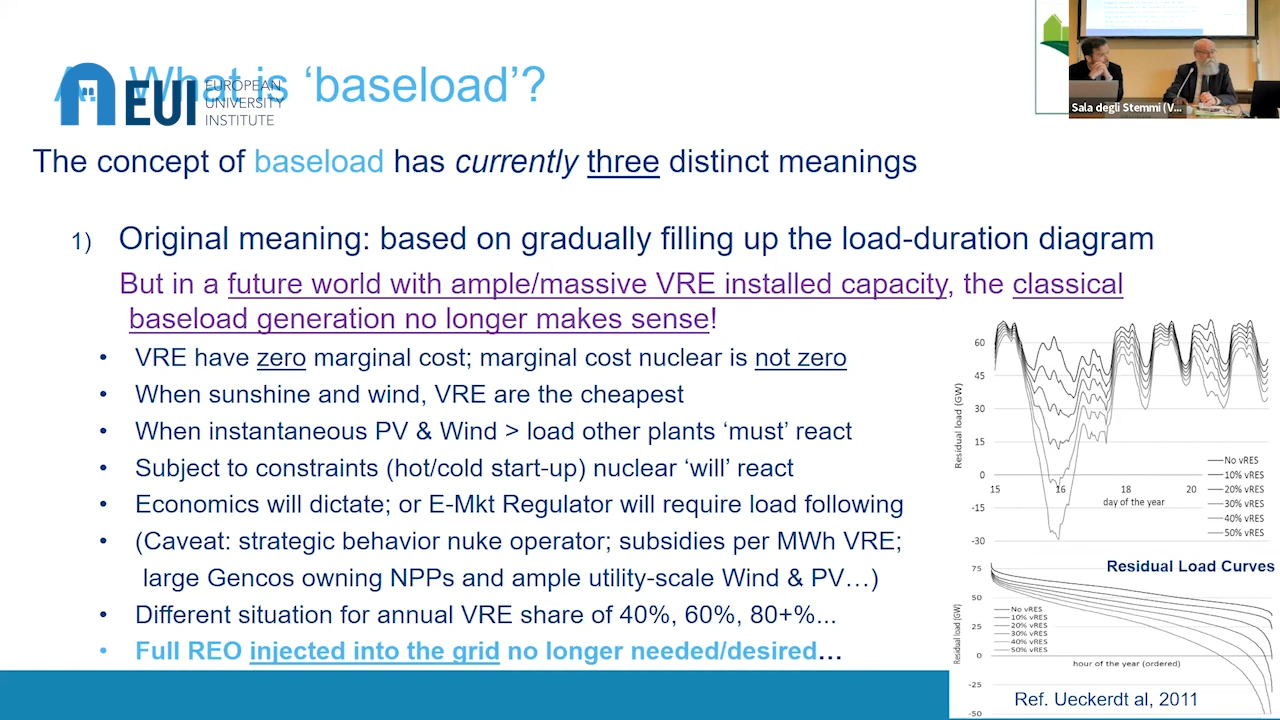 A. What is ‘baseload’?
EUI
EUROPEAN
UNIVERSITY
INSTITUTE
Sala degli Stemmi (V...
The concept of baseload has currently three distinct meanings
1) Original meaning: based on gradually filling up the load-duration diagram
But in a future world with ample/massive VRE installed capacity, the classical
baseload generation no longer makes sense!
• VRE have zero marginal cost; marginal cost nuclear is not zero
• When sunshine and wind, VRE are the cheapest
• When instantaneous PV & Wind > load other plants ‘must’ react
• Subject to constraints (hot/cold start-up) nuclear ‘will’ react
• Economics will dictate; or E-Mkt Regulator will require load following
• (Caveat: strategic behavior nuke operator; subsidies per MWh VRE;
large Gencos owning NPPs and ample utility-scale Wind & PV…)
• Different situation for annual VRE share of 40%, 60%, 80+%...
• Full REO injected into the grid no longer needed/desired…
Residual load (GW)
60
45
30
15
0
-15
-30
15 16 18 20
day of the year
No vRES
10% vRES
20% vRES
30% vRES
40% vRES
50% vRES
Residual Load Curves
Residual load (GW)
75
50
25
0
-25
-50
No vRES
10% vRES
20% vRES
30% vRES
40% vRES
50% vRES
hour of the year (ordered)
Ref. Ueckerdt al, 2011